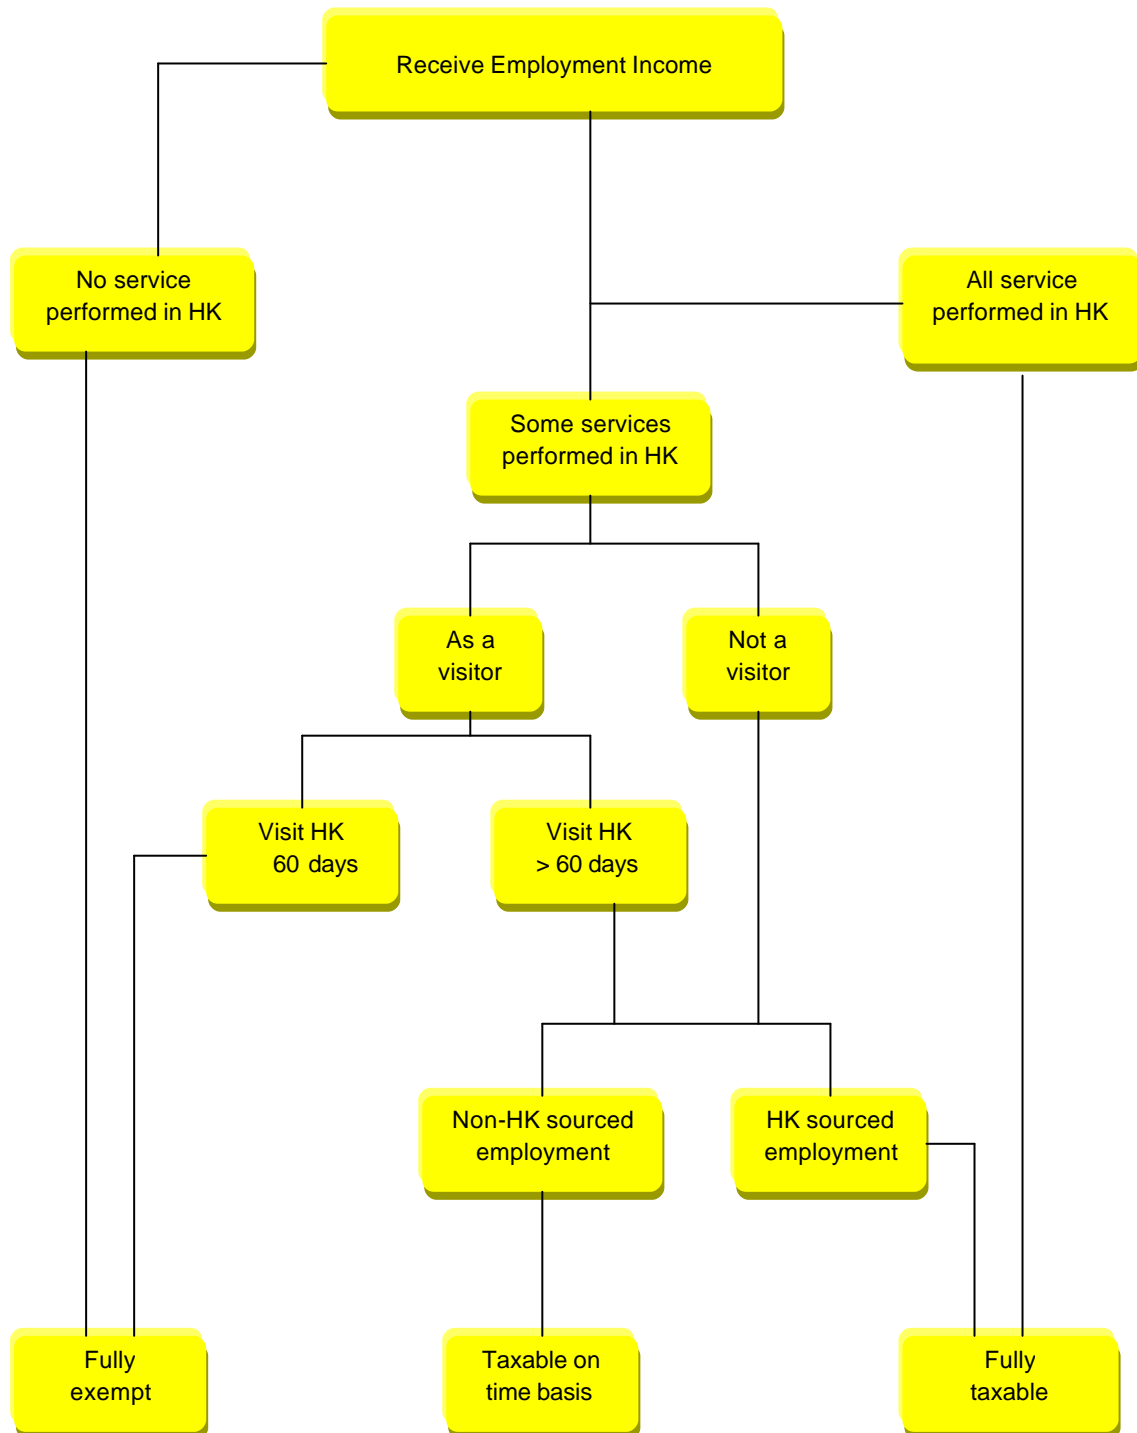 Receive Employment Income
No service
performed in HK
All service
performed in HK
Some services
performed in HK
As a
visitor
Not a
visitor
Visit HK
60 days
Visit HK
> 60 days
Non-HK sourced
employment
HK sourced
employment
Fully
exempt
Taxable on
time basis
Fully
taxable